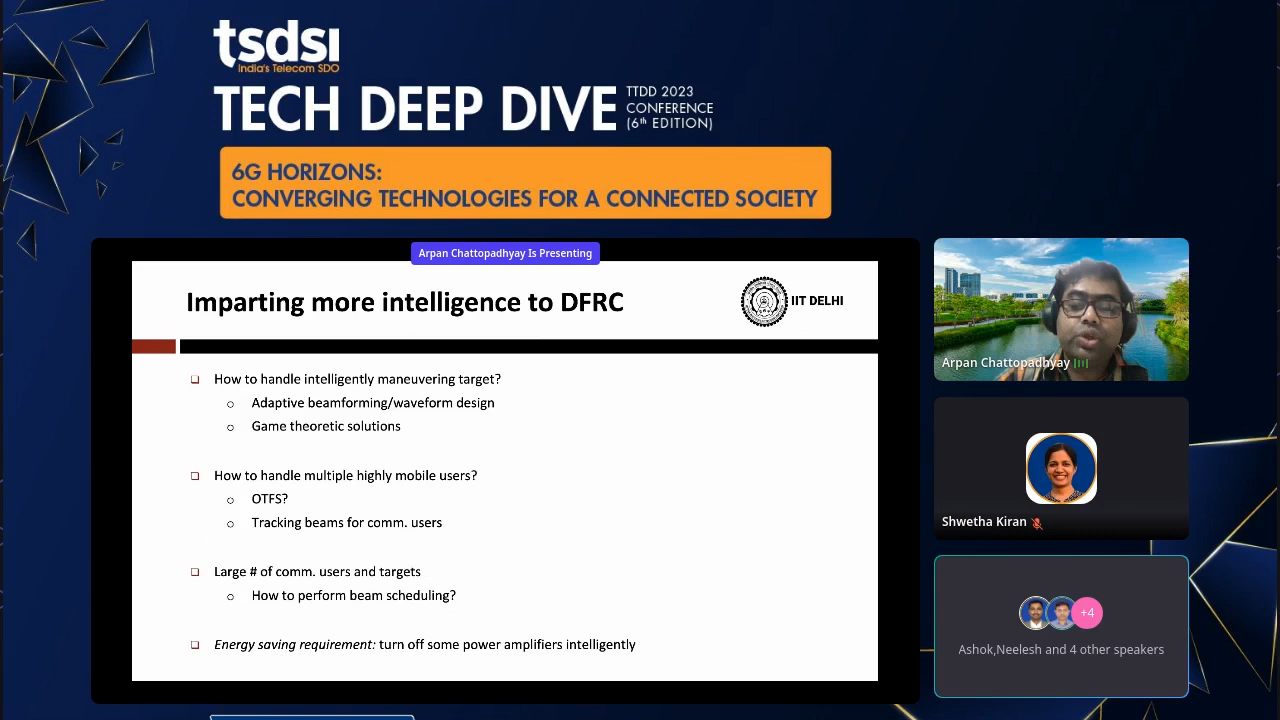 tsdsi
India's Telecom SDO
TECH DEEP DIVE
TTDD 2023
CONFERENCE
(6th EDITION)
6G HORIZONS:
CONVERGING TECHNOLOGIES FOR A CONNECTED SOCIETY
Arpan Chattopadhyay Is Presenting
Imparting more intelligence to DFRC
IIT DELHI
How to handle intelligently maneuvering target?
Adaptive beamforming/waveform design
Game theoretic solutions
How to handle multiple highly mobile users?
OTFS?
Tracking beams for comm. users
Large # of comm. users and targets
How to perform beam scheduling?
Energy saving requirement: turn off some power amplifiers intelligently
Arpan Chattopadhyay
Shwetha Kiran
+4
Ashok,Neelesh and 4 other speakers